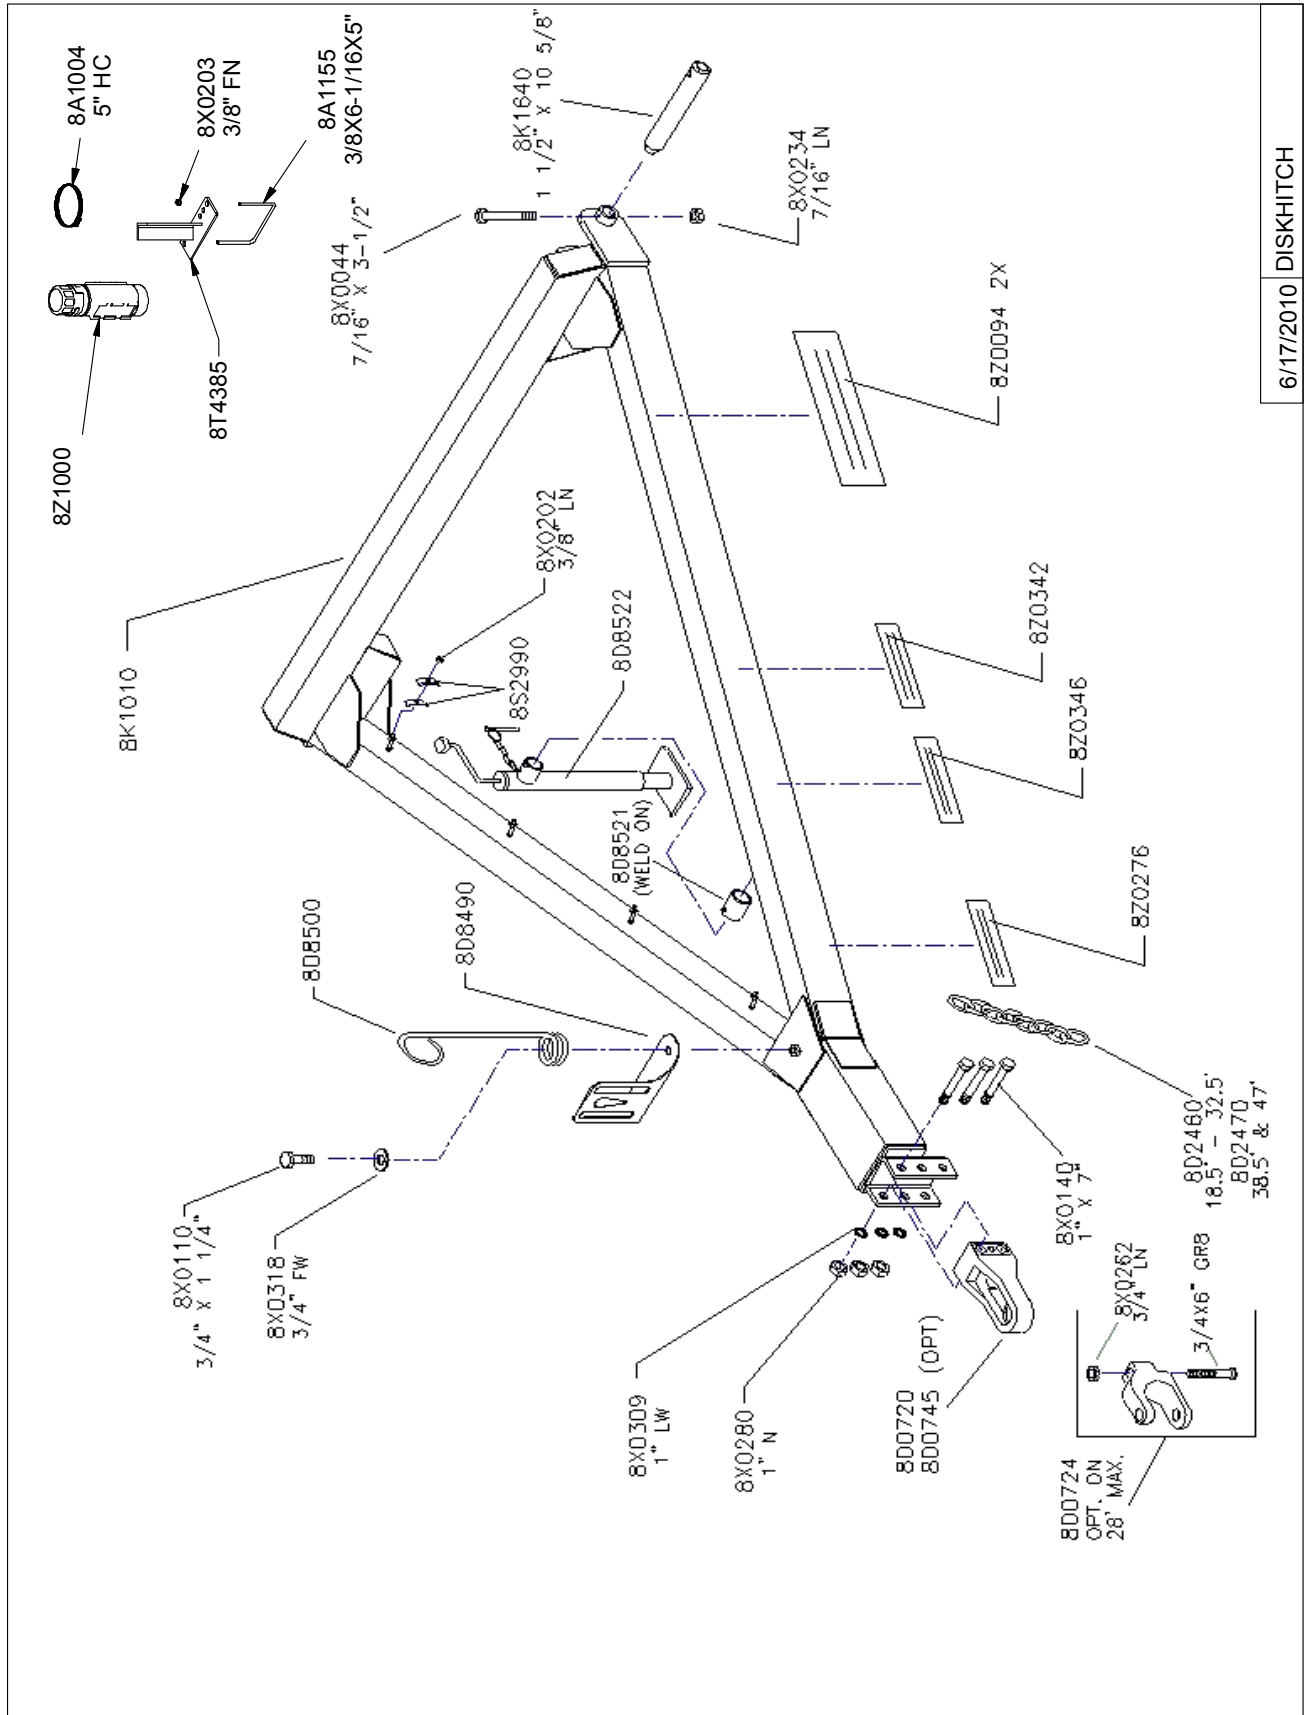 8A1004
5" HC
8X0203
3/8" FN
8A1155
3/8X6-1/16X5"
8Z1000
8T4385
8K1640
1 1/2" X 10 5/8"
8X0044
7/16" X 3-1/2"
8X0234
7/16" LN
8K1010
8X0202
3/8" LN
8S2990
8D8522
8D8521
(WELD ON)
8Z0094 2X
8Z0342
8Z0346
8Z0276
8D8500
8D8490
8X0110
3/4" X 1 1/4"
8X0318
3/4" FW
8D2460
18.5' - 32.5'
8D2470
38.5' & 47'
8X0140
1" X 7"
8X0309
1" LW
8X0280
1" N
8D0720
8D0745 (OPT)
8X0262
3/4" LN
3/4X6" GR8
8D0724
OPT. ON
28' MAX.
6/17/2010 DISKHITCH